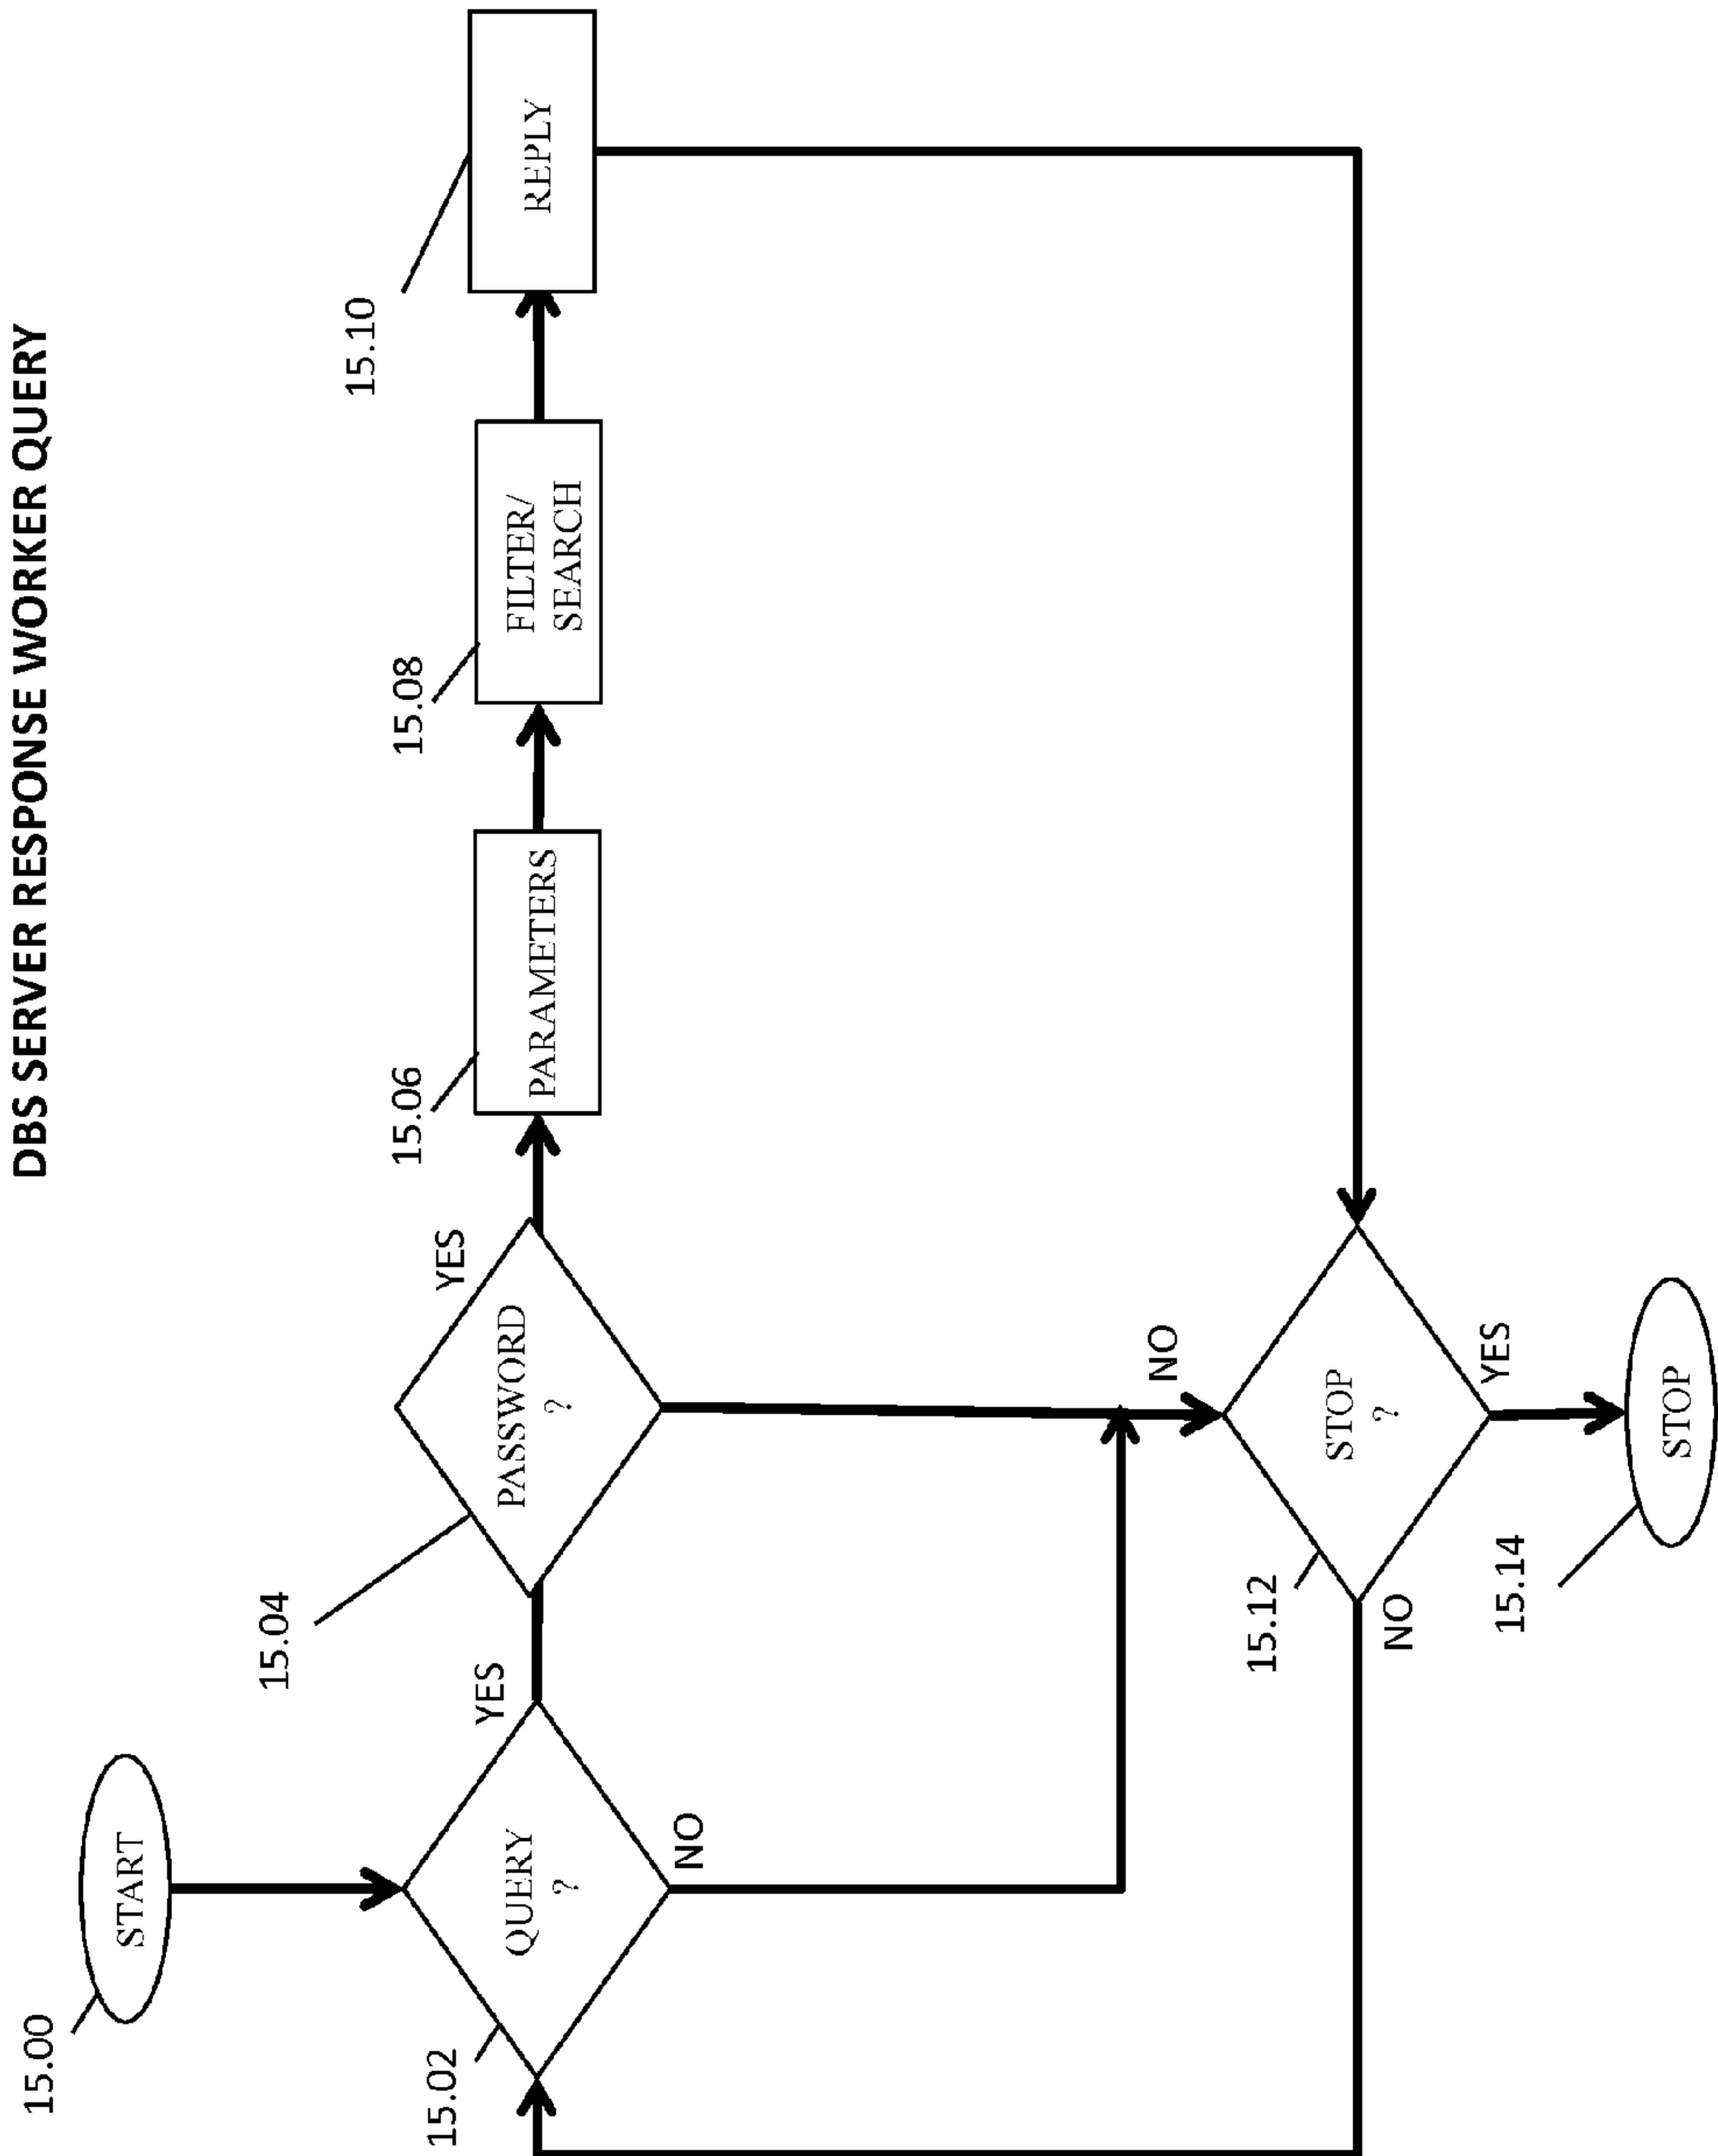 DBS SERVER RESPONSE WORKER QUERY
15.00
START
15.02
QUERY
?
YES
NO
15.04
PASSWORD
?
YES
15.06
PARAMETERS
15.08
FILTER/
SEARCH
15.10
REPLY
NO
15.12
STOP
?
NO
YES
15.14
STOP